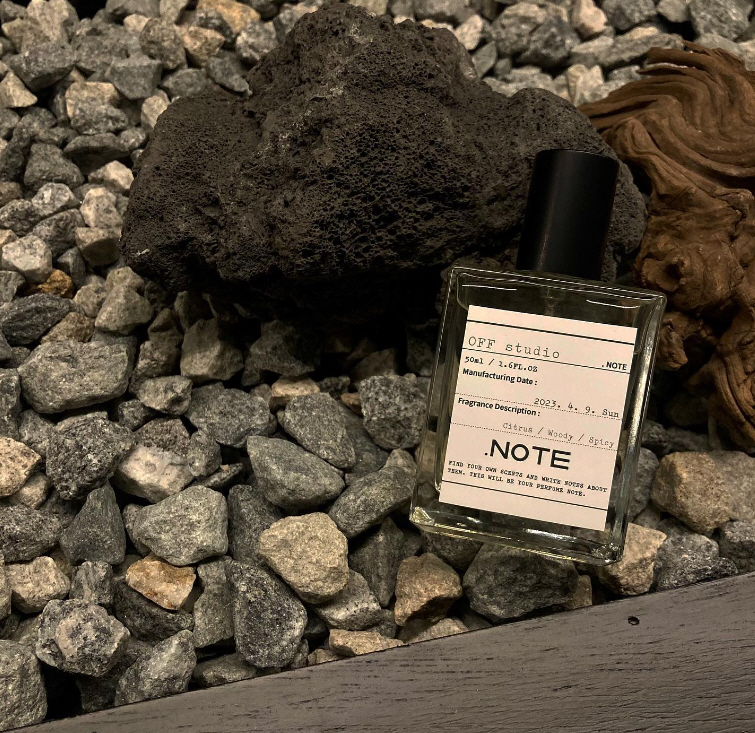 OFF studio
.NOTE
50ml / 1.6FL.OZ
Manufacturing Date :
2023. 4. 9. Sun
Fragrance Description :
Citrus / Woody / Spicy
.NOTE
FIND YOUR OWN SCENTS AND WRITE NOTES ABOUT
THEM. THIS WILL BE YOUR PERFUME NOTE.